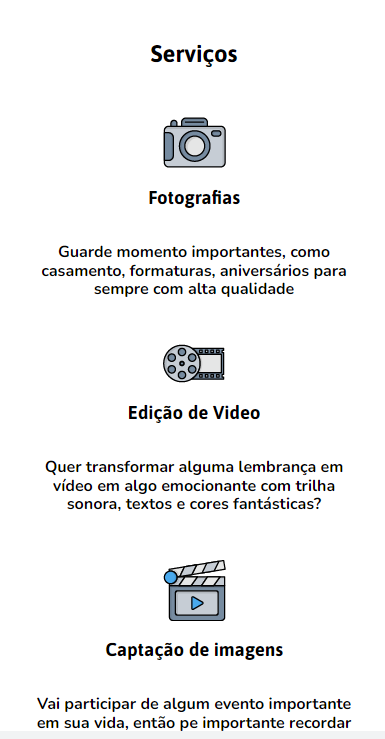 Serviços
Fotografias
Guarde momento importantes, como
casamento, formaturas, aniversários para
sempre com alta qualidade
Edição de Video
Quer transformar alguma lembrança em
vídeo em algo emocionante com trilha
sonora, textos e cores fantásticas?
Captação de imagens
Vai participar de algum evento importante
em sua vida, então pe importante recordar